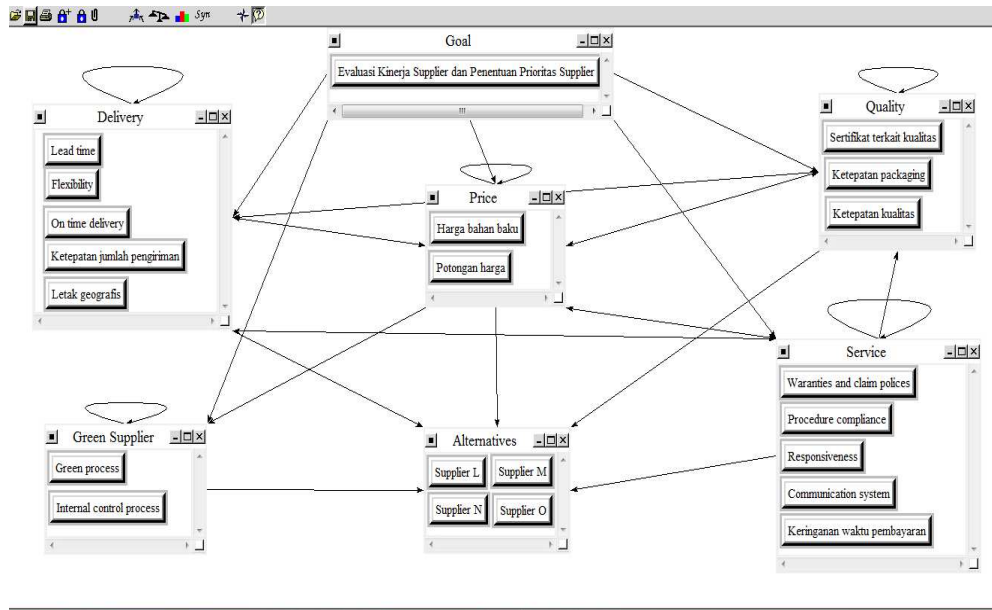 Syn
Goal
Evaluasi Kinerja Supplier dan Penentuan Prioritas Supplier
Delivery
Lead time
Flexibility
On time delivery
Ketepatan jumlah pengiriman
Letak geografis
Price
Harga bahan baku
Potongan harga
Quality
Sertifikat terkait kualitas
Ketepatan packaging
Ketepatan kualitas
Green Supplier
Green process
Internal control process
Alternatives
Supplier L Supplier M
Supplier N Supplier O
Service
Waranties and claim polices
Procedure compliance
Responsiveness
Communication system
Keringanan waktu pembayaran